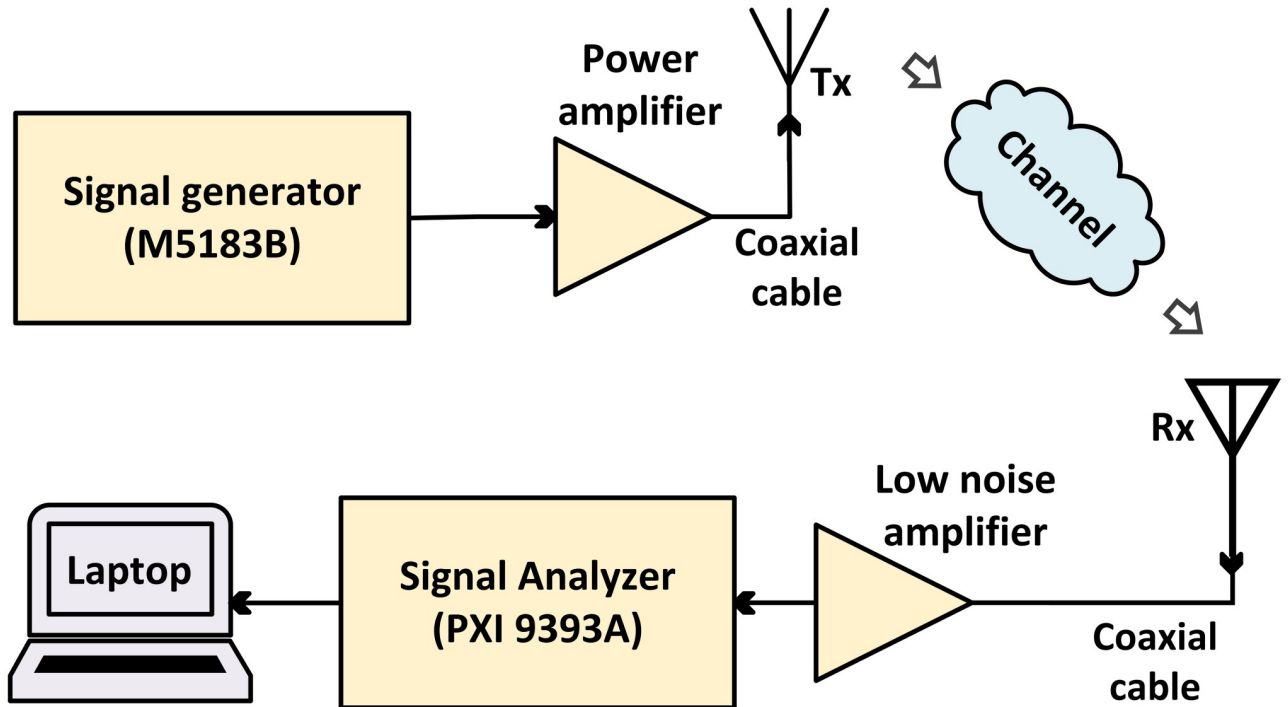 Signal generator
(M5183B)
Power
amplifier
Tx
Coaxial
cable
Channel
Rx
Low noise
amplifier
Coaxial
cable
Signal Analyzer
(PXI 9393A)
Laptop